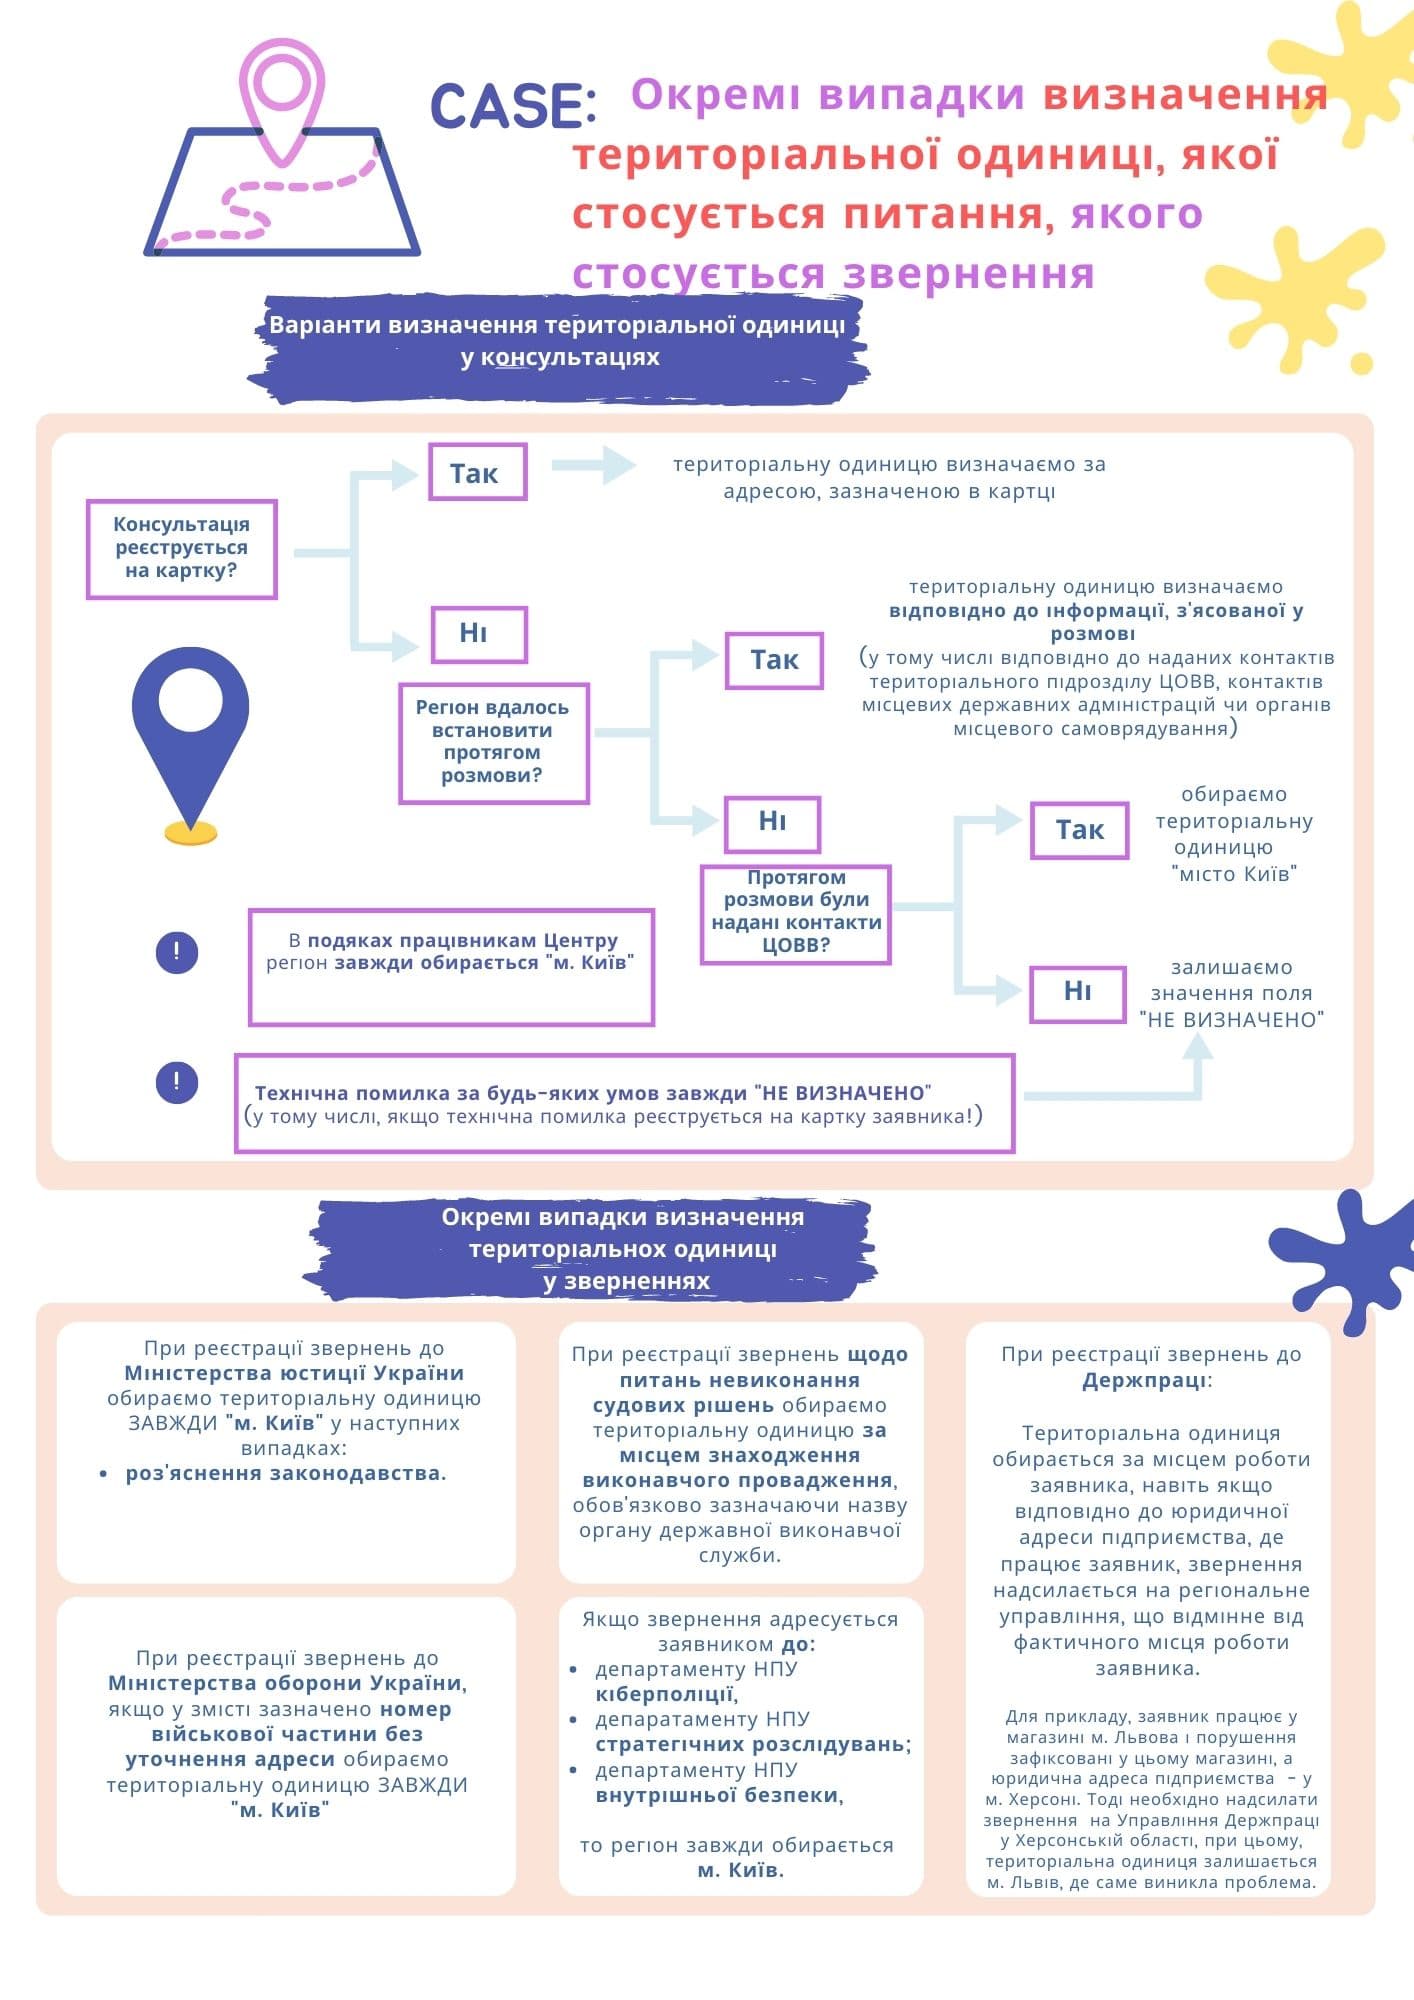 CASE: Окремі випадки визначення
територіальної одиниці, якої
стосується питання, якого
стосується звернення
Варіанти визначення територіальної одиниці
у консультаціях
Консультація
реєструється
на картку?
Так
територіальну одиницю визначаємо за
адресою, зазначеною в картці
Ні
Регіон вдалось
встановити
протягом
розмови?
Так
територіальну одиницю визначаємо
відповідно до інформації, з'ясованої у
розмові
(у тому числі відповідно до наданих контактів
територіального підрозділу ЦОВВ, контактів
місцевих державних адміністрацій чи органів
місцевого самоврядування)
Ні
Протягом
розмови були
надані контакти
ЦОВВ?
Так
обираємо
територіальну
одиницю
"місто Київ"
Ні
залишаємо
значення поля
"НЕ ВИЗНАЧЕНО"
!
В подяках працівникам Центру
регіон завжди обирається "м. Київ"
!
Технічна помилка за будь-яких умов завжди "НЕ ВИЗНАЧЕНО"
(у тому числі, якщо технічна помилка реєструється на картку заявника!)
Окремі випадки визначення
територіальнох одиниці
у зверненнях
При реєстрації звернень до
Міністерства юстиції України
обираємо територіальну одиницю
ЗАВЖДИ "м. Київ" у наступних
випадках:
• роз'яснення законодавства.
При реєстрації звернень до
Міністерства оборони України,
якщо у змісті зазначено номер
військової частини без
уточнення адреси обираємо
територіальну одиницю ЗАВЖДИ
"м. Київ"
При реєстрації звернень щодо
питань невиконання
судових рішень обираємо
територіальну одиницю за
місцем знаходження
виконавчого провадження,
обов'язково зазначаючи назву
органу державної виконавчої
служби.
Якщо звернення адресується
заявником до:
• департаменту НПУ
кіберполіції,
• депаратаменту НПУ
стратегічних розслідувань;
• департаменту НПУ
внутрішньої безпеки,
то регіон завжди обирається
м. Київ.
При реєстрації звернень до
Держпраці:
Територіальна одиниця
обирається за місцем роботи
заявника, навіть якщо
відповідно до юридичної
адреси підприємства, де
працює заявник, звернення
надсилається на регіональне
управління, що відмінне від
фактичного місця роботи
заявника.
Для прикладу, заявник працює у
магазині м. Львова і порушення
зафіксовані у цьому магазині, а
юридична адреса підприємства - у
м. Херсоні. Тоді необхідно надсилати
звернення на Управління Держпраці
у Херсонській області, при цьому,
територіальна одиниця залишається
м. Львів, де саме виникла проблема.